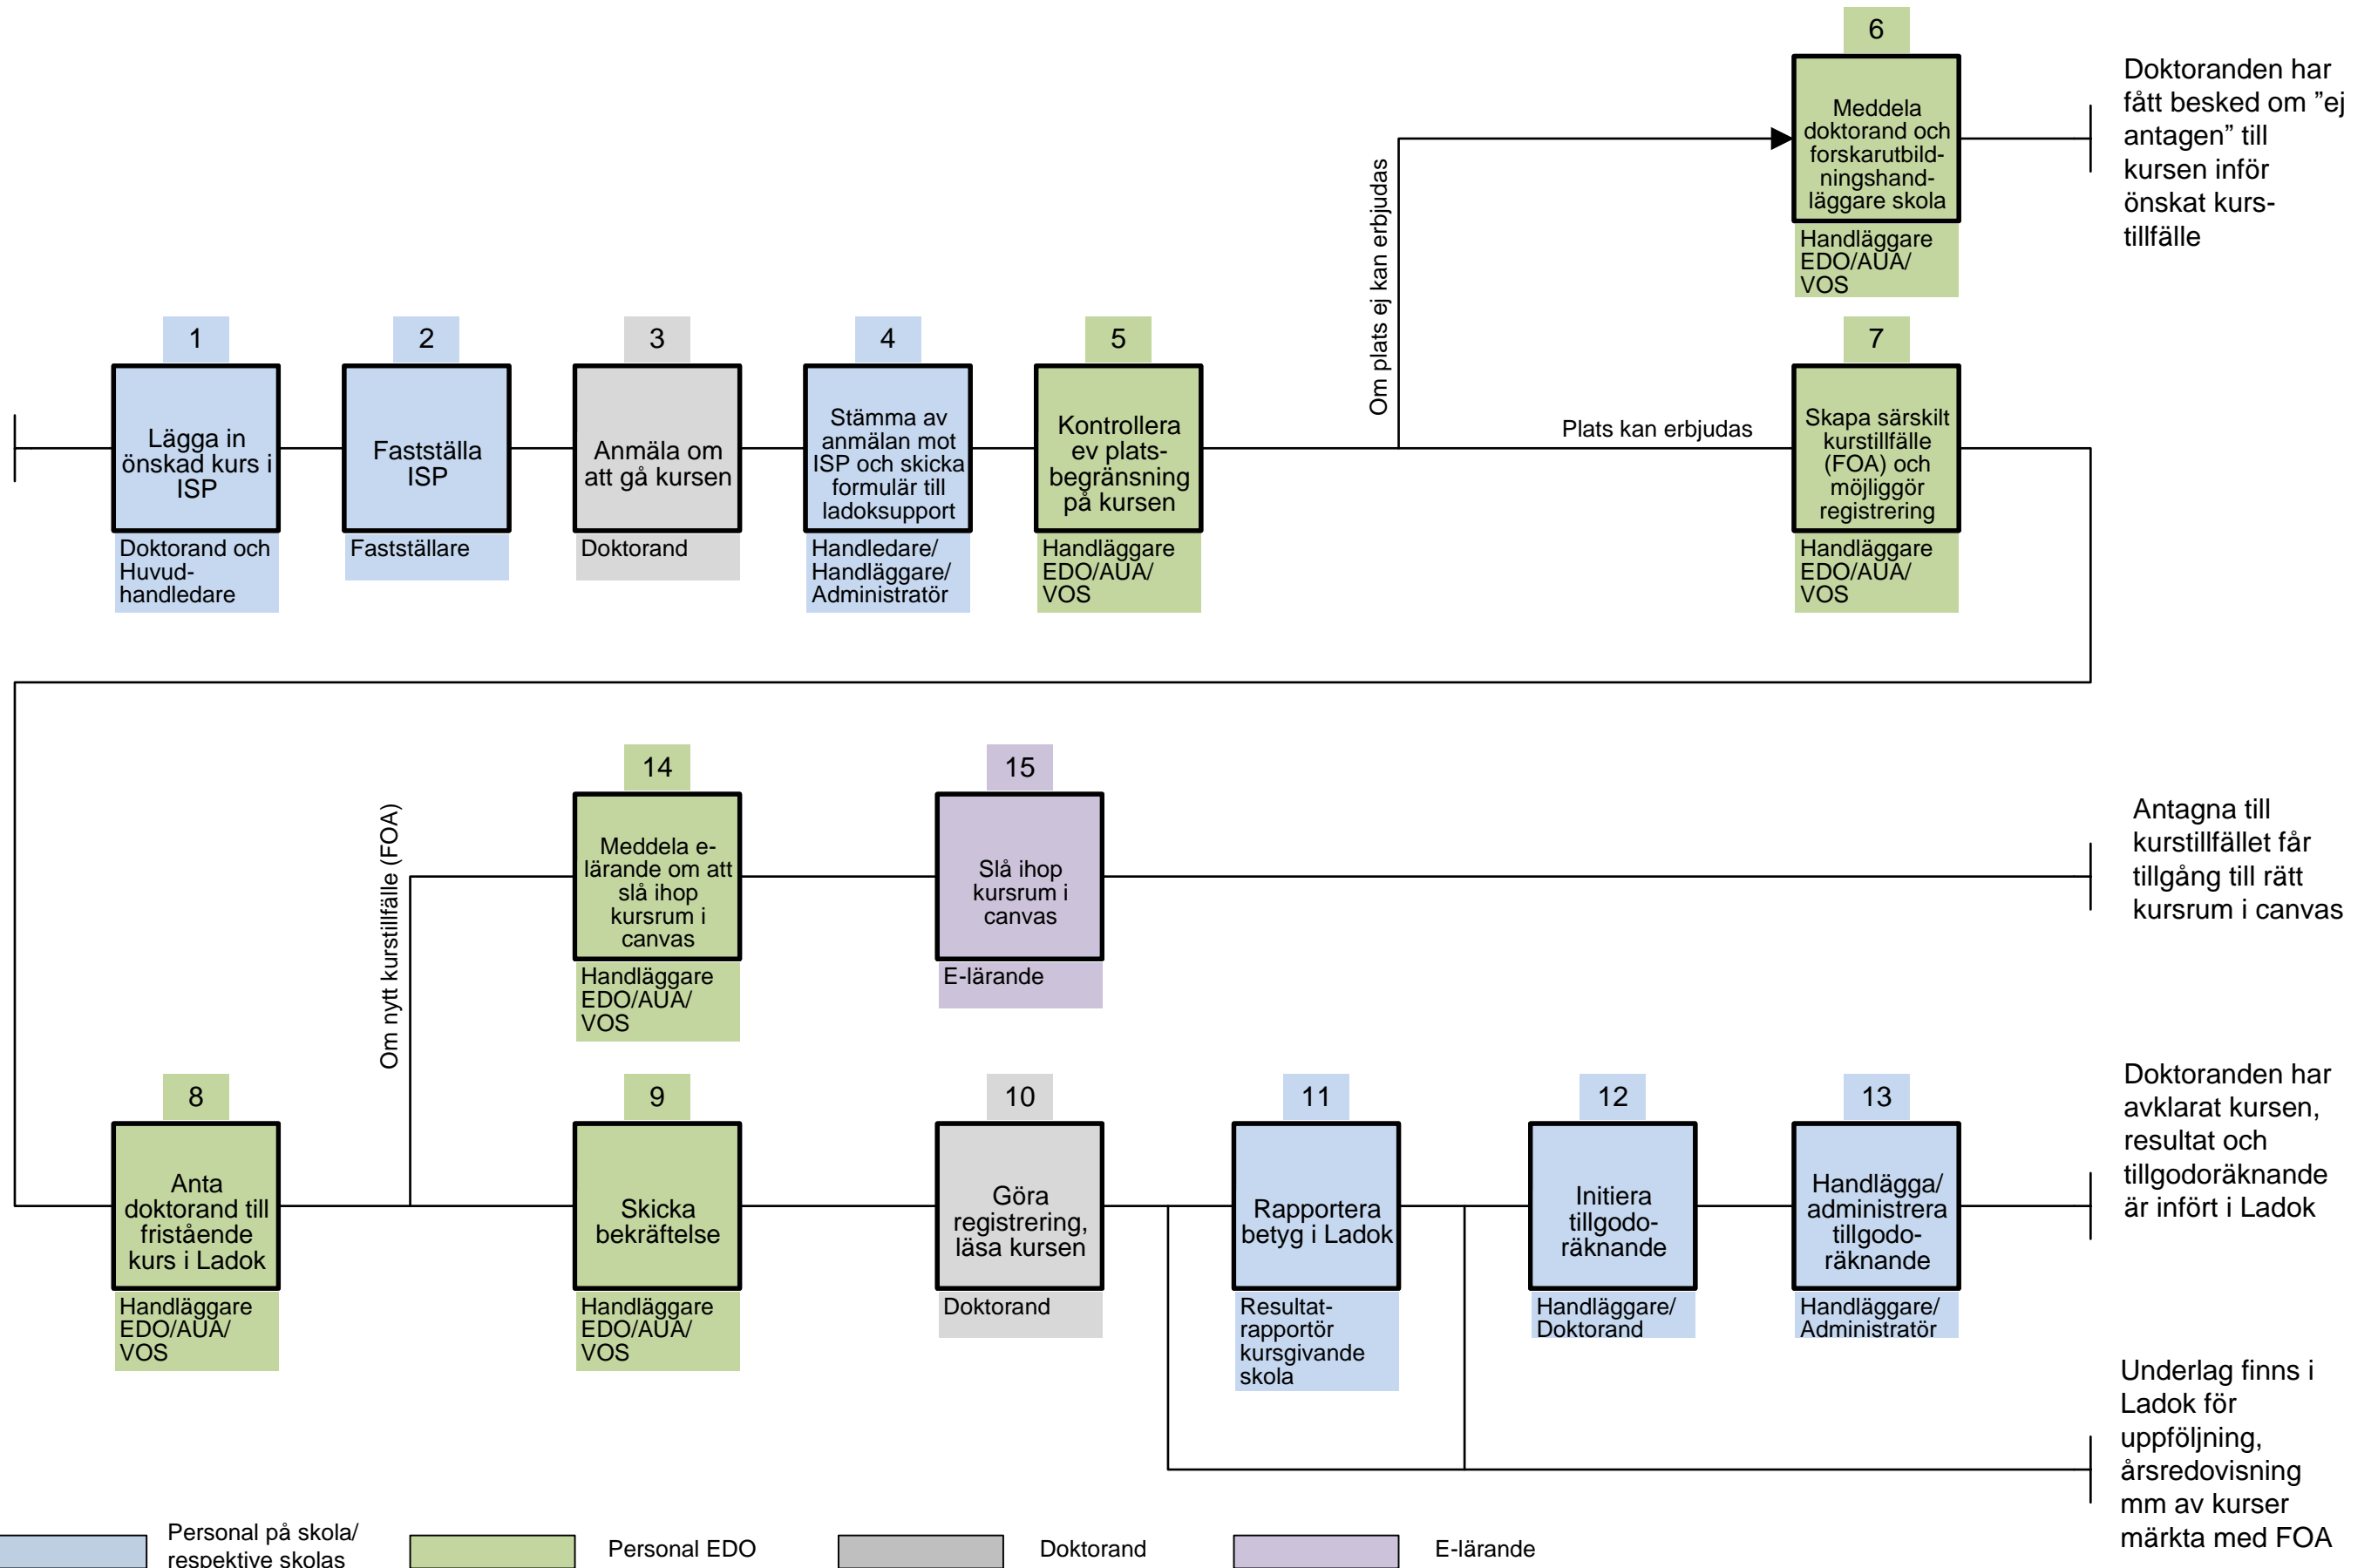 6
Meddela
doktorand och
forskarutbild-
ningshand-
läggare skola
Handläggare
EDO/AUA/
VOS
Doktoranden har
fått besked om ”ej
antagen” till
kursen inför
önskat kurs-
tillfälle
Om plats ej kan erbjudas
1
Lägga in
önskad kurs i
ISP
Doktorand och
Huvud-
handledare
2
Fastställa
ISP
Fastställare
3
Anmäla om
att gå kursen
Doktorand
4
Stämma av
anmälan mot
ISP och skicka
formulär till
ladoksupport
Handledare/
Handläggare/
Administratör
5
Kontrollera
ev plats-
begränsning
på kursen
Handläggare
EDO/AUA/
VOS
Plats kan erbjudas
7
Skapa särskilt
kurstillfälle
(FOA) och
möjliggör
registrering
Handläggare
EDO/AUA/
VOS
Om nytt kurstillfälle (FOA)
14
Meddela e-
lärande om att
slå ihop
kursrum i
canvas
Handläggare
EDO/AUA/
VOS
15
Slå ihop
kursrum i
canvas
E-lärande
Antagna till
kurstillfället får
tillgång till rätt
kursrum i canvas
8
Anta
doktorand till
fristående
kurs i Ladok
Handläggare
EDO/AUA/
VOS
9
Skicka
bekräftelse
Handläggare
EDO/AUA/
VOS
10
Göra
registrering,
läsa kursen
Doktorand
11
Rapportera
betyg i Ladok
Resultat-
rapportör
kursgivande
skola
12
Initiera
tillgodo-
räknande
Handläggare/
Doktorand
13
Handlägga/
administrera
tillgodo-
räknande
Handläggare/
Administratör
Doktoranden har
avklarat kursen,
resultat och
tillgodoräknande
är infört i Ladok
Underlag finns i
Ladok för
uppföljning,
årsredovisning
mm av kurser
märkta med FOA
Personal på skola/
respektive skolas
Personal EDO
Doktorand
E-lärande